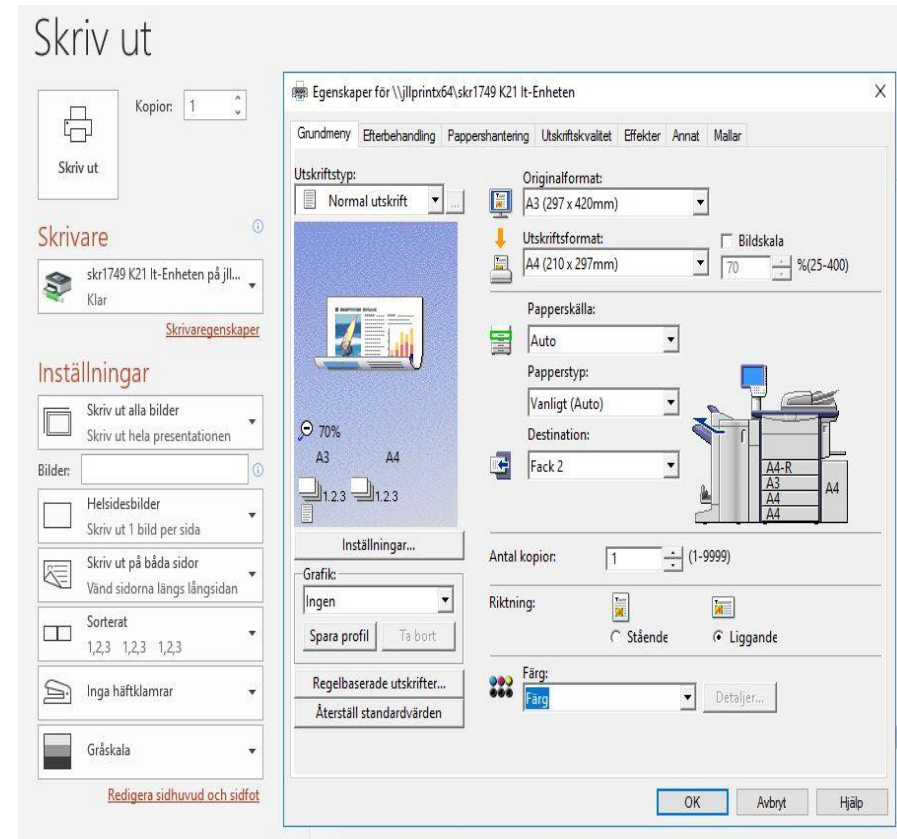 Skriv ut
Kopior: 1
Skriv ut
Skrivare
skr1749 K21 It-Enheten på jll...
Klar
Skrivaregenskaper
Inställningar
Skriv ut alla bilder
Skriv ut hela presentationen
Bilder:
Helsidesbilder
Skriv ut 1 bild per sida
Skriv ut på båda sidor
Vänd sidorna längs långsidan
Sorterat
1,2,3 1,2,3 1,2,3
Inga häftklamrar
Gråskala
Redigera sidhuvud och sidfot
Egenskaper för \\jllprintx64\skr1749 K21 It-Enheten
Grundmeny Efterbehandling Pappershantering Utskriftskvalitet Effekter Annat Mallar
Utskriftstyp:
Normal utskrift ...
70%
A3 A4
1.2.3 1.2.3
Inställningar...
Grafik:
Ingen
Spara profil Ta bort
Regelbaserade utskrifter...
Återställ standardvärden
Originalformat:
A3 (297 x 420mm)
Utskriftsformat:
A4 (210 x 297mm)
Bildskala
70 %(25-400)
Papperskälla:
Auto
Papperstyp:
Vanligt (Auto)
Destination:
Fack 2
A4-R
A3
A4
A4
A4
Antal kopior: 1 (1-9999)
Riktning:
Stående Liggande
Färg:
Färg Detaljer...
OK Avbryt Hjälp